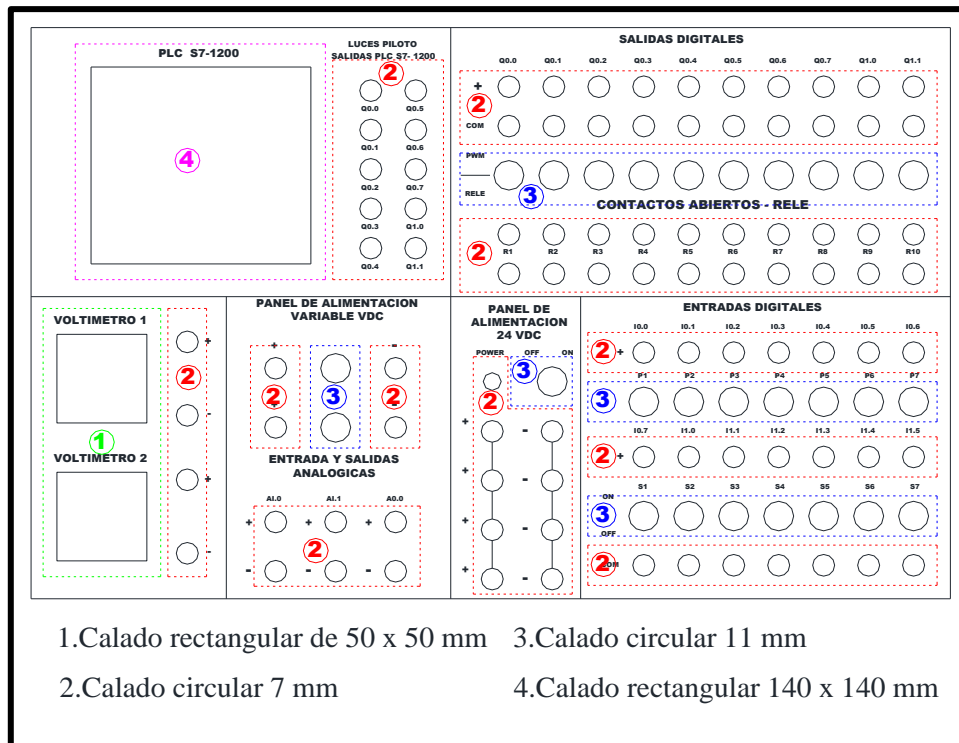 PLC S7-1200
4
LUCES PILOTO
SALIDAS PLC S7- 1200
2
Q0.0 Q0.5
Q0.1 Q0.6
Q0.2 Q0.7
Q0.3 Q1.0
Q0.4 Q1.1
SALIDAS DIGITALES
Q0.0 Q0.1 Q0.2 Q0.3 Q0.4 Q0.5 Q0.6 Q0.7 Q1.0 Q1.1
+
2
COM
PWM
3
RELE
CONTACTOS ABIERTOS - RELE
2
R1 R2 R3 R4 R5 R6 R7 R8 R9 R10
VOLTIMETRO 1
1
VOLTIMETRO 2
+
2
-
+
-
PANEL DE ALIMENTACION
VARIABLE VDC
+ -
2 3 2
+ -
ENTRADA Y SALIDAS
ANALOGICAS
AI.0 AI.1 A0.0
+ + +
2
- - -
PANEL DE
ALIMENTACION
24 VDC
POWER OFF ON
3
2
+ -
+ -
+ -
+ -
ENTRADAS DIGITALES
I0.0 I0.1 I0.2 I0.3 I0.4 I0.5 I0.6
2 +
P1 P2 P3 P4 P5 P6 P7
3
I0.7 I1.0 I1.1 I1.2 I1.3 I1.4 I1.5
2 +
S1 S2 S3 S4 S5 S6 S7
ON
3
OFF
2
COM
1.Calado rectangular de 50 x 50 mm 3.Calado circular 11 mm
2.Calado circular 7 mm 4.Calado rectangular 140 x 140 mm